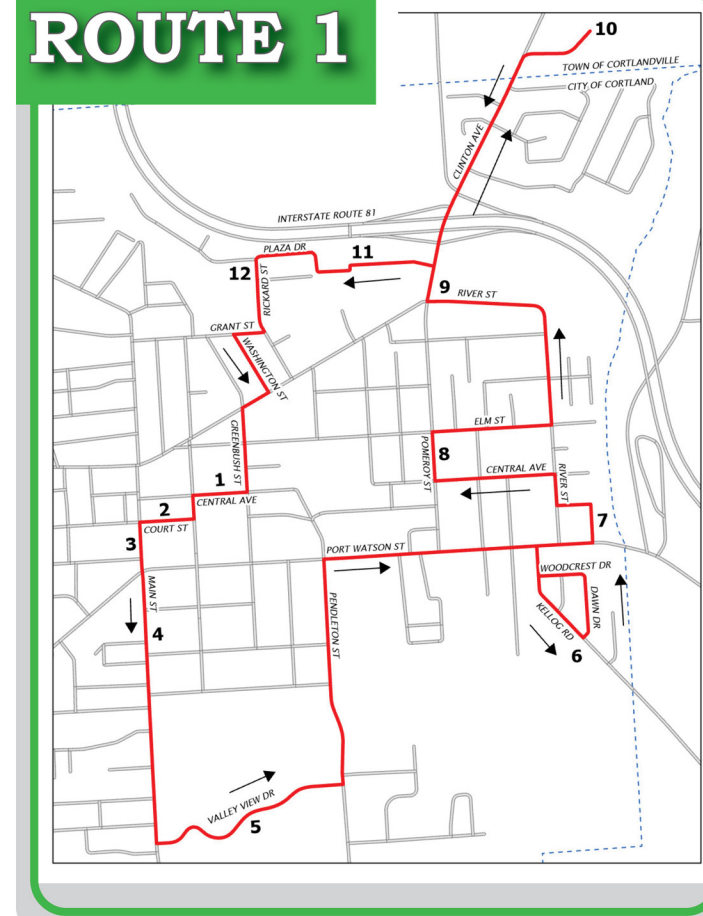 ROUTE 1
10
TOWN OF CORTLANDVILLE
CITY OF CORTLAND
CLINTON AVE
INTERSTATE ROUTE 81
PLAZA DR
11
12
RICKARD ST
9
RIVER ST
GRANT ST
WASHINGTON ST
GREENBUSH ST
ELM ST
POMEROY ST
8
CENTRAL AVE
RIVER ST
1
CENTRAL AVE
2
COURT ST
3
7
PORT WATSON ST
WOODCREST DR
MAIN ST
PENDLETON ST
DAWN DR
KELLOG RD
4
6
VALLEY VIEW DR
5